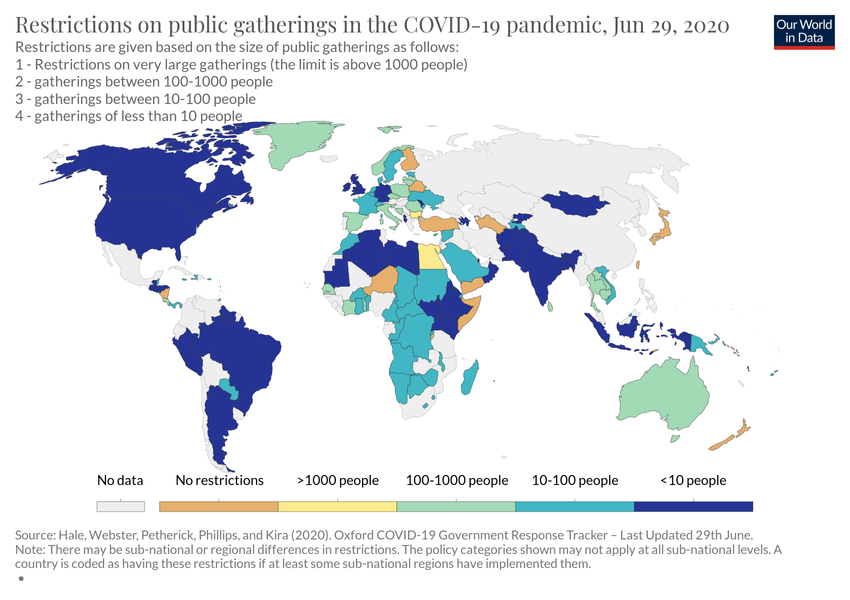 Restrictions on public gatherings in the COVID-19 pandemic, Jun 29, 2020
Our World
in Data
Restrictions are given based on the size of public gatherings as follows:
1 - Restrictions on very large gatherings (the limit is above 1000 people)
2 - gatherings between 100-1000 people
3 - gatherings between 10-100 people
4 - gatherings of less than 10 people
No data
No restrictions
>1000 people
100-1000 people
10-100 people
<10 people
Source: Hale, Webster, Petherick, Phillips, and Kira (2020). Oxford COVID-19 Government Response Tracker – Last Updated 29th June.
Note: There may be sub-national or regional differences in restrictions. The policy categories shown may not apply at all sub-national levels. A
country is coded as having these restrictions if at least some sub-national regions have implemented them.